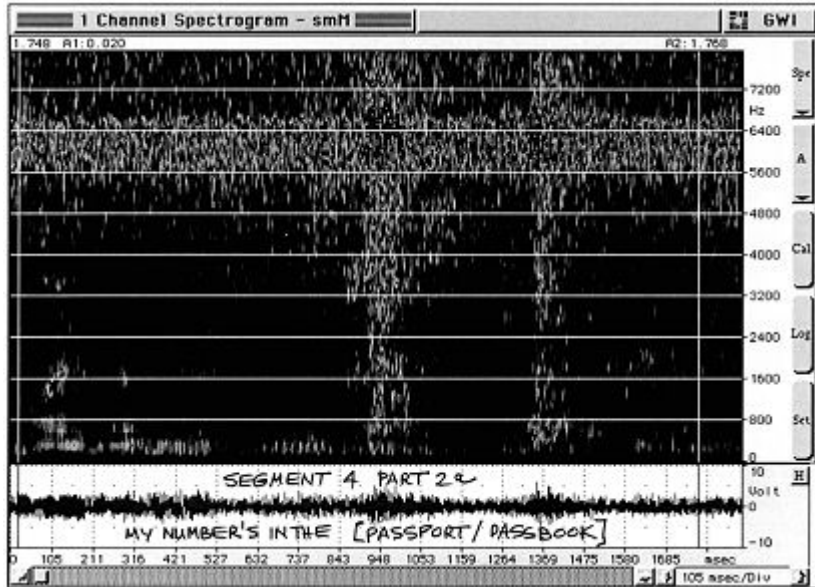 1 Channel Spectrogram - smM GWI
1.748 A1:0.020 A2:1.768
Spc
7200
Hz
6400
A
5600
4800
Cal
4000
3200
Log
2400
1600
Set
800
0
SEGMENT 4 PART 2a
10 H
Volt
0
MY NUMBER'S IN THE [PASSPORT/PASSBOOK]
-10
0 105 211 316 421 527 632 737 843 948 1053 1159 1264 1369 1475 1580 1685 msec
105 msec/Div